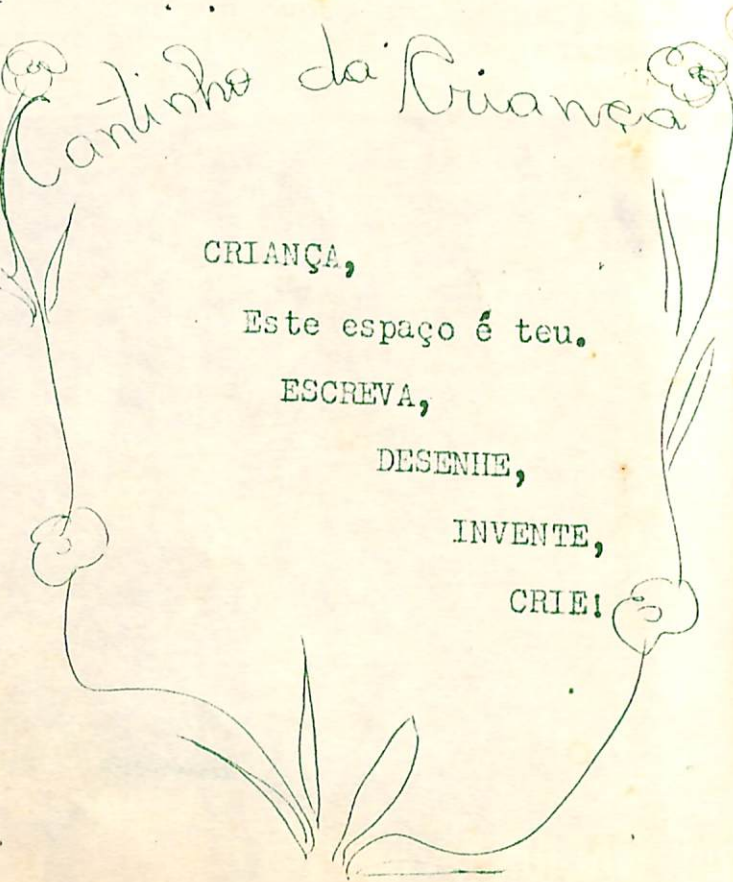 Cantinho da Criança
CRIANÇA,
Este espaço é teu.
ESCREVA,
DESENHE,
INVENTE,
CRIE!